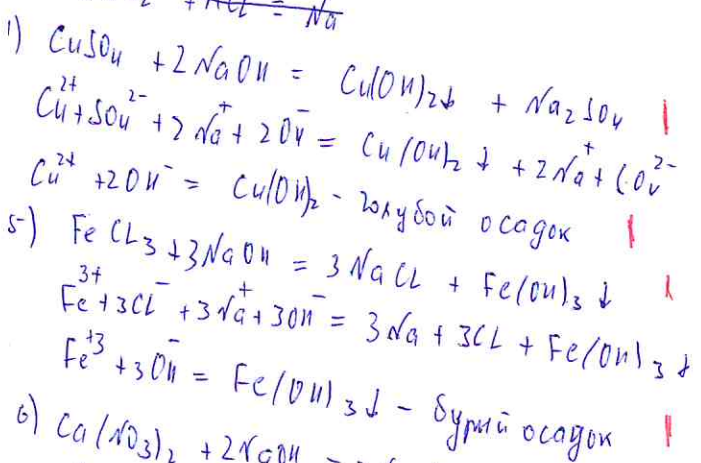 + HCl = Na
1) CuSO4 + 2NaOH = Cu(OH)2↓ + Na2SO4
Cu2+ + SO4 2- + 2Na+ + 2OH- = Cu(OH)2↓ + 2Na+ + SO4 2-
Cu2+ + 2OH- = Cu(OH)2 - голубой осадок
5) FeCL3 + 3NaOH = 3NaCL + Fe(OH)3↓
Fe3+ + 3CL- + 3Na+ + 3OH- = 3Na + 3CL + Fe(OH)3↓
Fe+3 + 3OH- = Fe(OH)3↓ - бурый осадок
6) Ca(NO3)2 + 2NaOH =